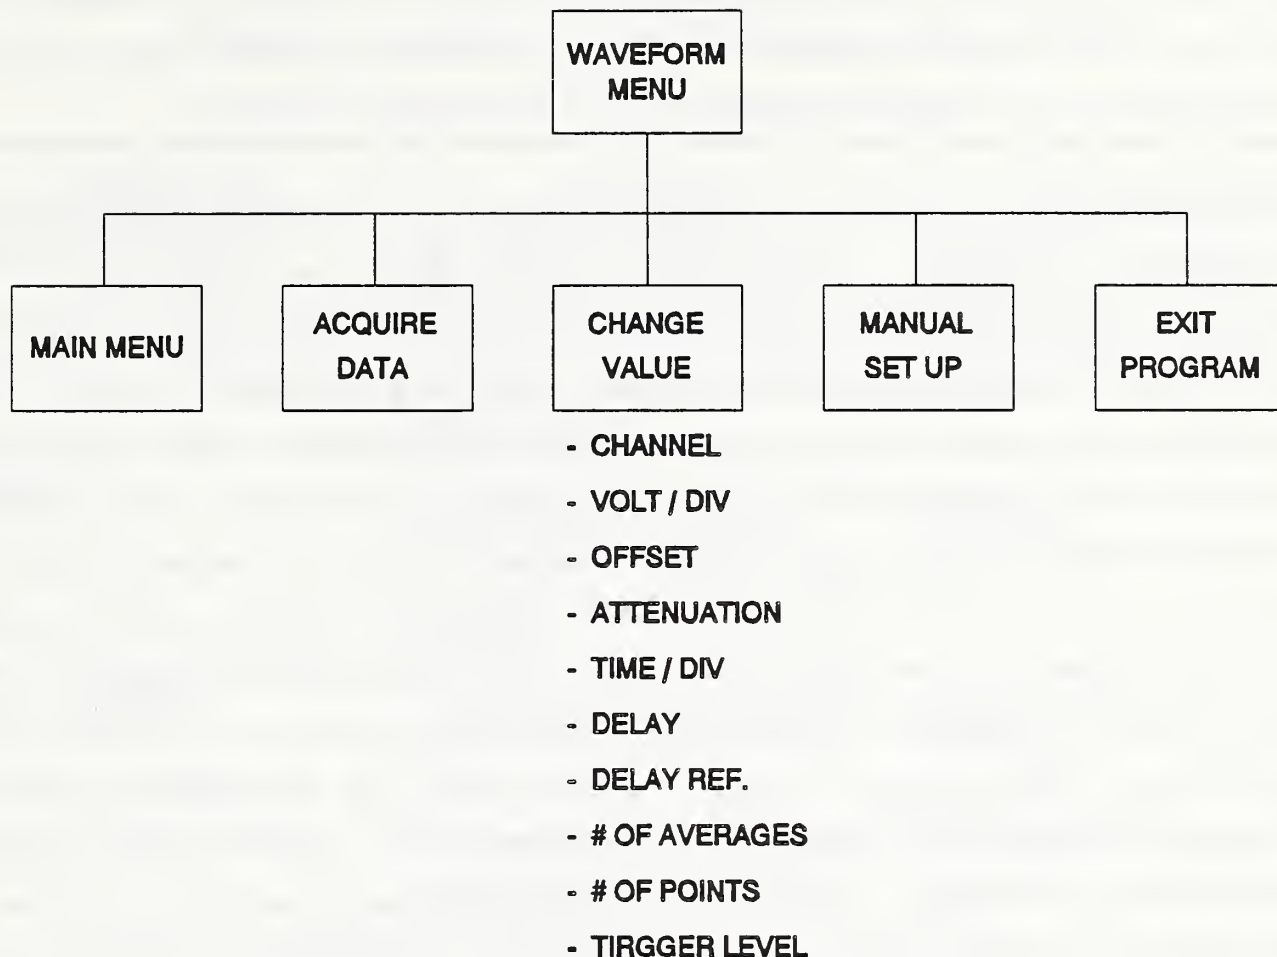 WAVEFORM
MENU
MAIN MENU
ACQUIRE
DATA
CHANGE
VALUE
MANUAL
SET UP
EXIT
PROGRAM
- CHANNEL
- VOLT / DIV
- OFFSET
- ATTENUATION
- TIME / DIV
- DELAY
- DELAY REF.
- # OF AVERAGES
- # OF POINTS
- TIRGGER LEVEL